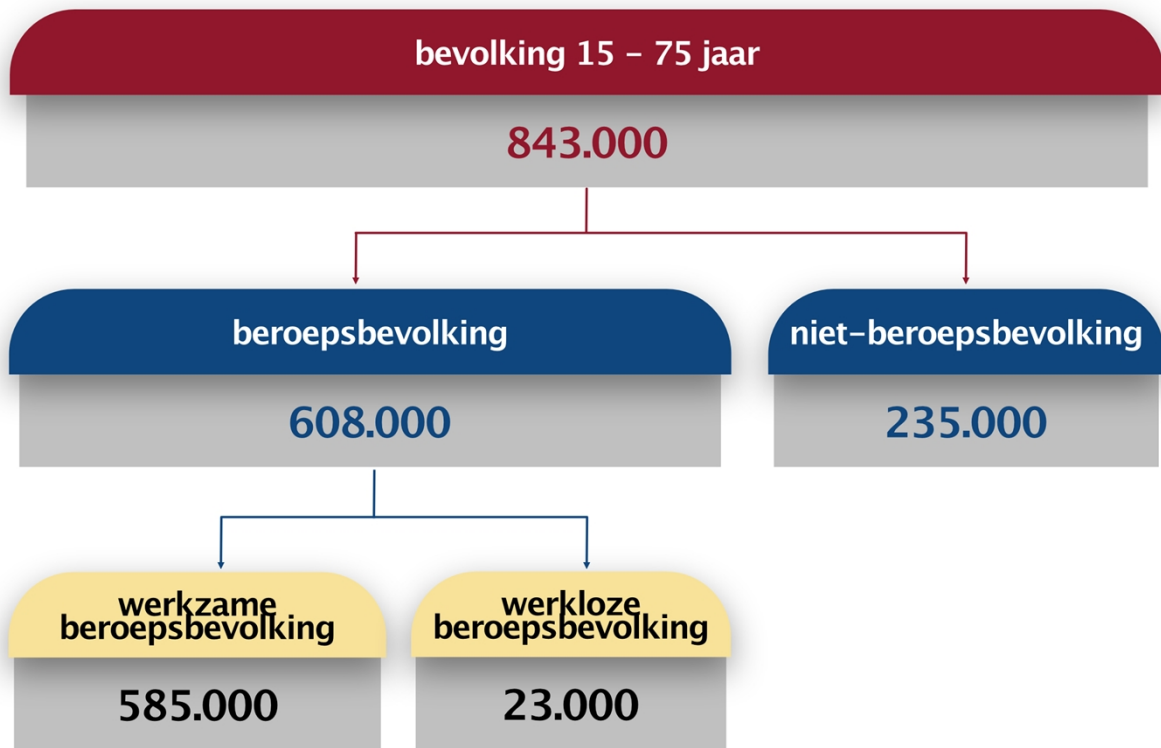 bevolking 15 – 75 jaar
843.000
beroepsbevolking
608.000
niet-beroepsbevolking
235.000
werkzame
beroepsbevolking
585.000
werkloze
beroepsbevolking
23.000